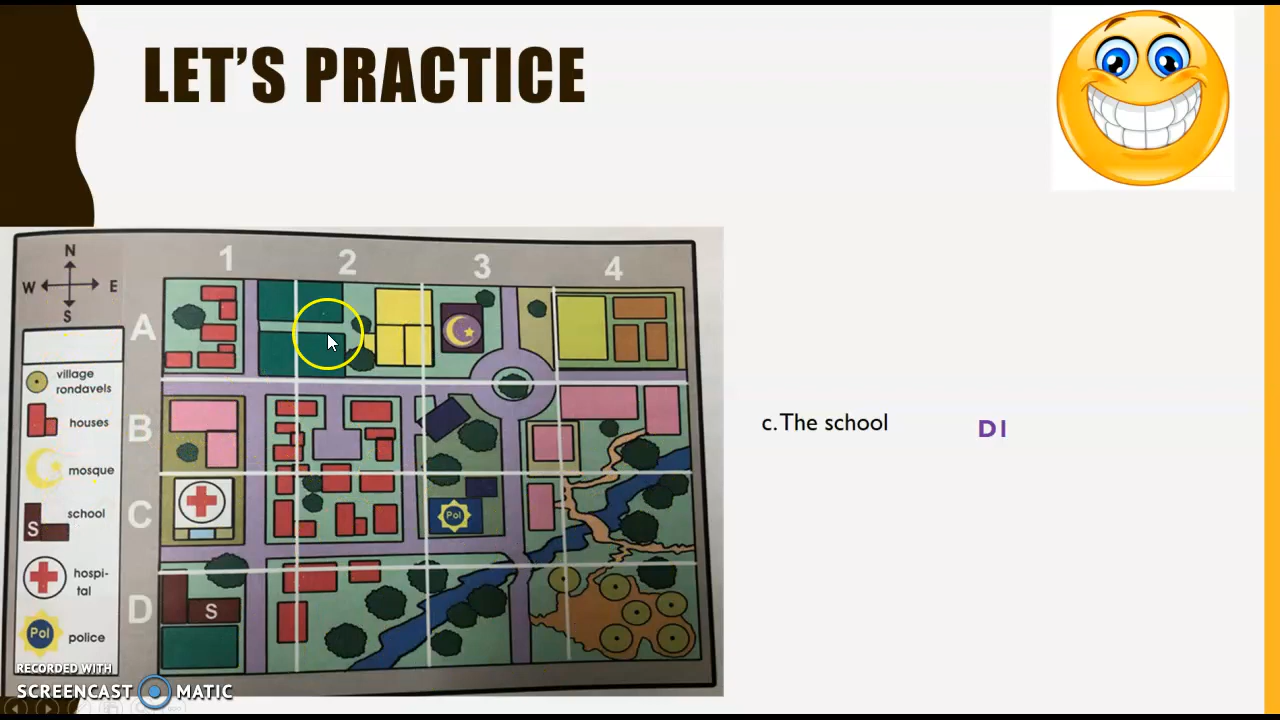 LET'S PRACTICE
N
W E
S
1 2 3 4
A
B
C
D
village
rondavels
houses
mosque
school
S
hospi-
tal
Pol
police
Pol
S
c. The school D1
RECORDED WITH
SCREENCAST MATIC